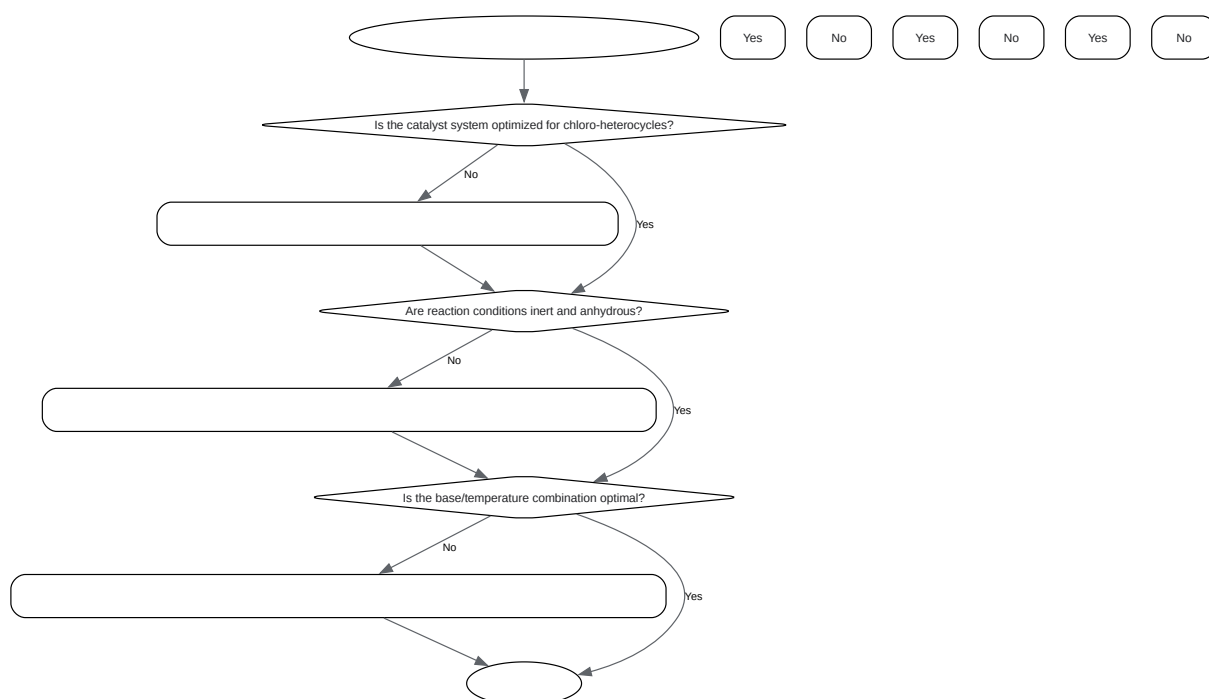 Yes
No
Yes
No
Yes
No
Is the catalyst system optimized for chloro-heterocycles?
No
Yes
Are reaction conditions inert and anhydrous?
No
Yes
Is the base/temperature combination optimal?
No
Yes